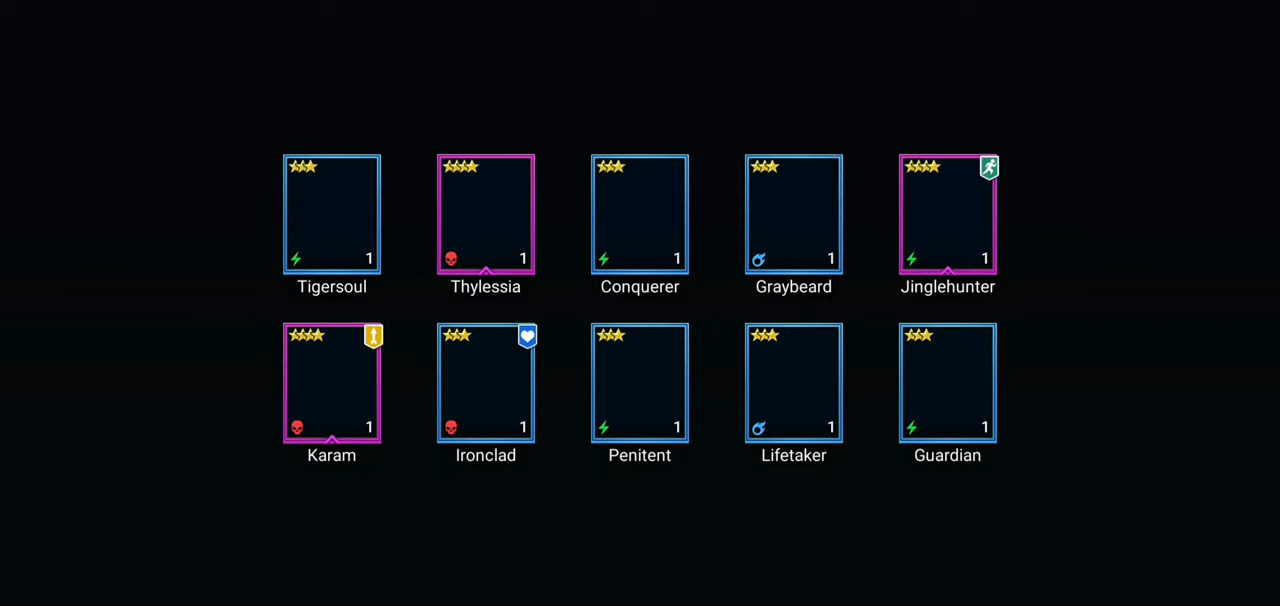 1 1 1 1 1
Tigersoul Thylessia Conquerer Graybeard Jinglehunter
1 1 1 1 1
Karam Ironclad Penitent Lifetaker Guardian